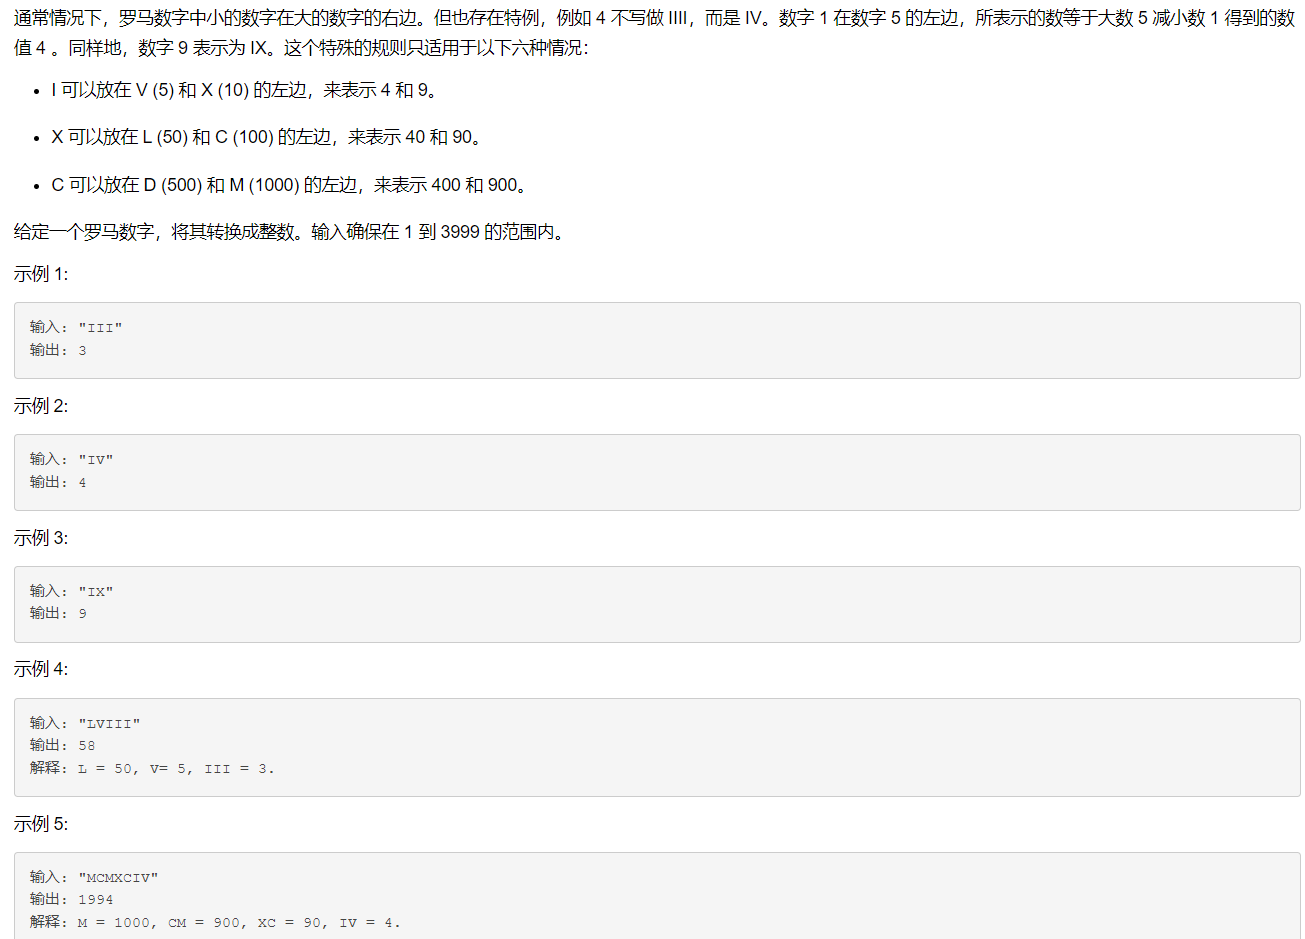 通常情况下，罗马数字中小的数字在大的数字的右边。但也存在特例，例如 4 不写做 IIII，而是 IV。数字 1 在数字 5 的左边，所表示的数等于大数 5 减小数 1 得到的数
值 4 。同样地，数字 9 表示为 IX。这个特殊的规则只适用于以下六种情况：
• I 可以放在 V (5) 和 X (10) 的左边，来表示 4 和 9。
• X 可以放在 L (50) 和 C (100) 的左边，来表示 40 和 90。
• C 可以放在 D (500) 和 M (1000) 的左边，来表示 400 和 900。
给定一个罗马数字，将其转换成整数。输入确保在 1 到 3999 的范围内。
示例 1:
输入: "III"
输出: 3
示例 2:
输入: "IV"
输出: 4
示例 3:
输入: "IX"
输出: 9
示例 4:
输入: "LVIII"
输出: 58
解释: L = 50, V= 5, III = 3.
示例 5:
输入: "MCMXCIV"
输出: 1994
解释: M = 1000, CM = 900, XC = 90, IV = 4.